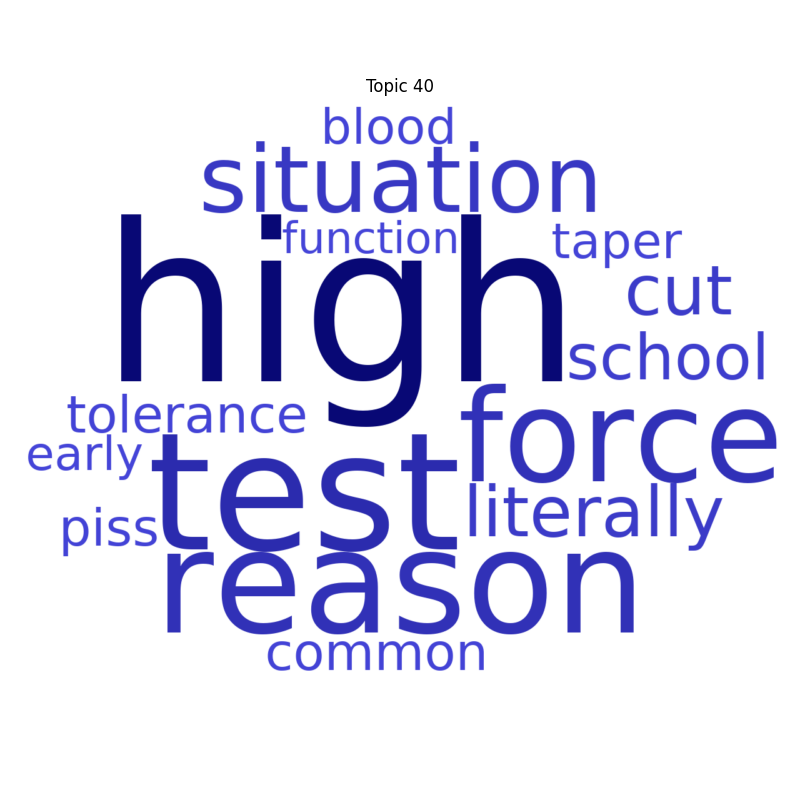 Topic 40
blood
situation
function
taper
high
cut
school
tolerance
force
early
test
literally
piss
reason
common